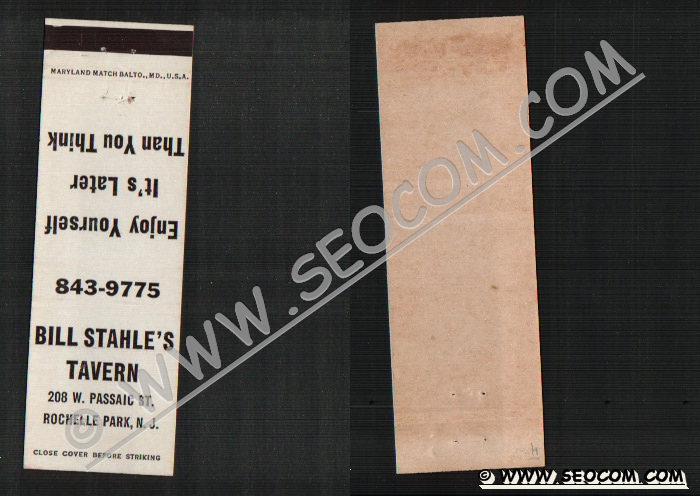 MARYLAND MATCH BALTO., MD., U.S.A.
Enjoy Yourself
It's Later
Than You Think
843-9775
BILL STAHLE'S
TAVERN
208 W. PASSAIC ST.
ROCHELLE PARK, N. J.
CLOSE COVER BEFORE STRIKING
© WWW.SEOCOM.COM
© WWW.SEOCOM.COM